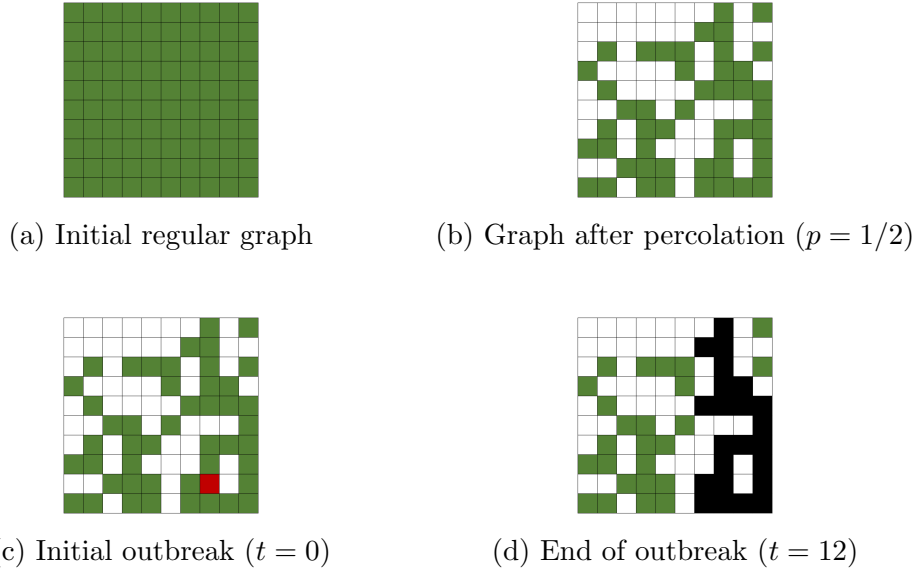 (a) Initial regular graph
(b) Graph after percolation (p = 1/2)
c) Initial outbreak (t = 0)
(d) End of outbreak (t = 12)